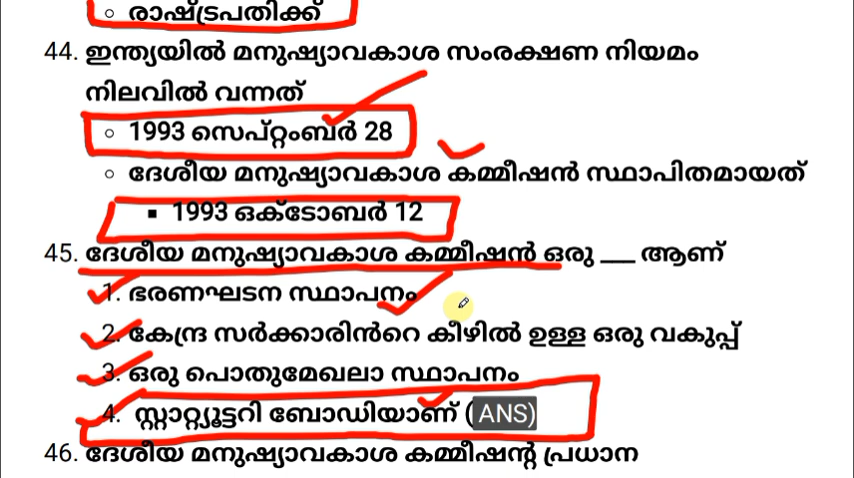 ○ രാഷ്ട്രപതിക്ക്
44. ഇന്ത്യയിൽ മനുഷ്യാവകാശ സംരക്ഷണ നിയമം
നിലവിൽ വന്നത്
○ 1993 സെപ്റ്റംബർ 28
○ ദേശീയ മനുഷ്യാവകാശ കമ്മീഷൻ സ്ഥാപിതമായത്
▪ 1993 ഒക്ടോബർ 12
45. ദേശീയ മനുഷ്യാവകാശ കമ്മീഷൻ ഒരു ___ ആണ്
1. ഭരണഘടന സ്ഥാപനം
2. കേന്ദ്ര സർക്കാരിൻറെ കീഴിൽ ഉള്ള ഒരു വകുപ്പ്
3. ഒരു പൊതുമേഖലാ സ്ഥാപനം
4. സ്റ്റാറ്റ്യൂട്ടറി ബോഡിയാണ് (ANS)
46. ദേശീയ മനുഷ്യാവകാശ കമ്മീഷന്റ പ്രധാന